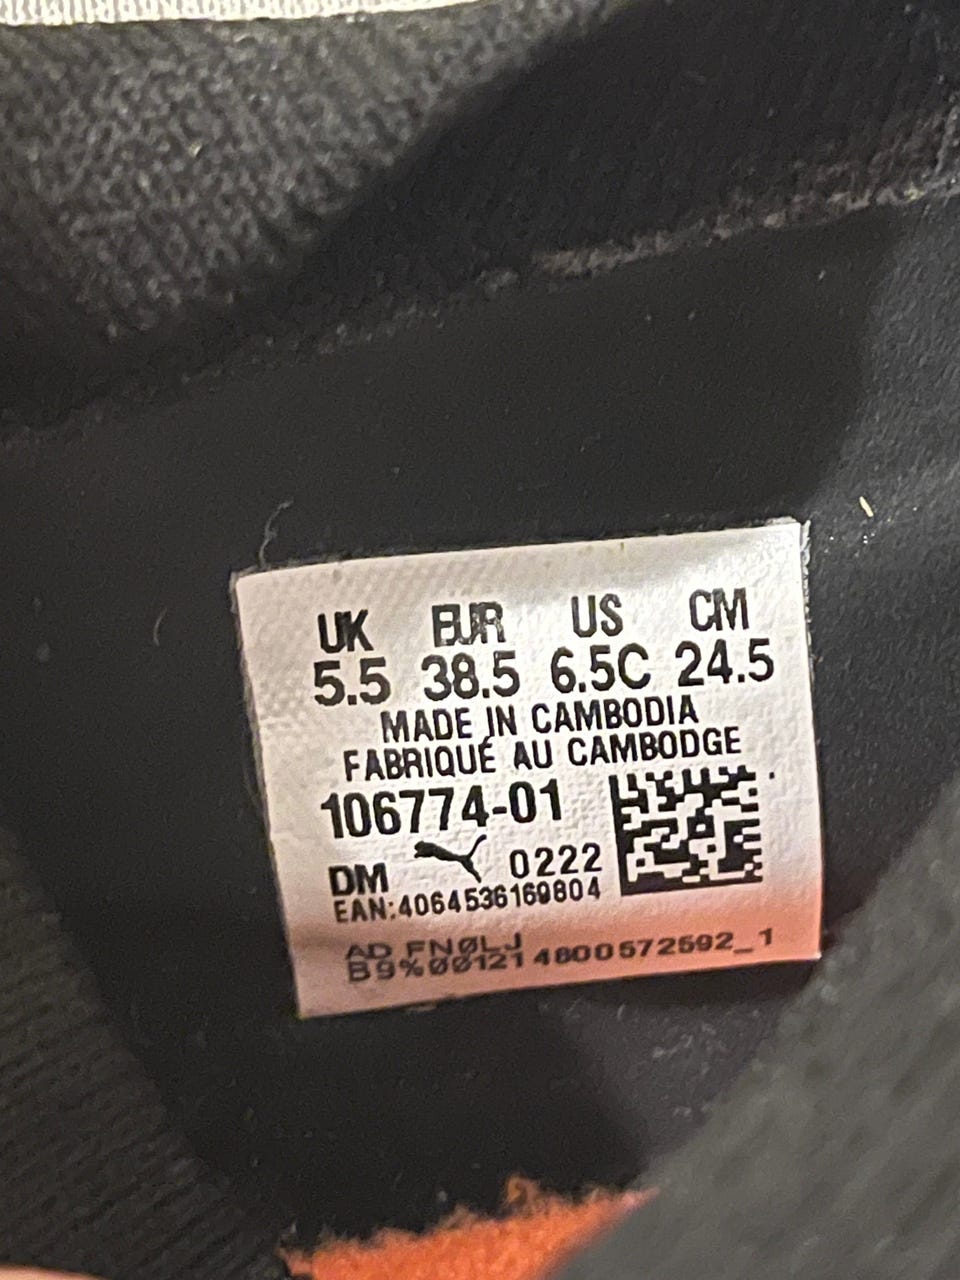 UK EUR US CM
5.5 38.5 6.5C 24.5
MADE IN CAMBODIA
FABRIQUÉ AU CAMBODGE
106774-01
DM 0222
EAN:4064536169804
AD FNØLJ
B9%00121 4800572592_1